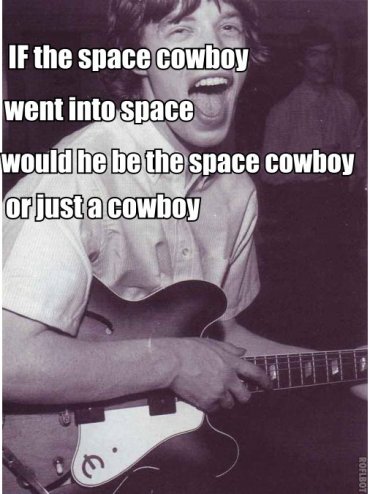 IF the space cowboy
went into space
would he be the space cowboy
or just a cowboy
ROFLBOT